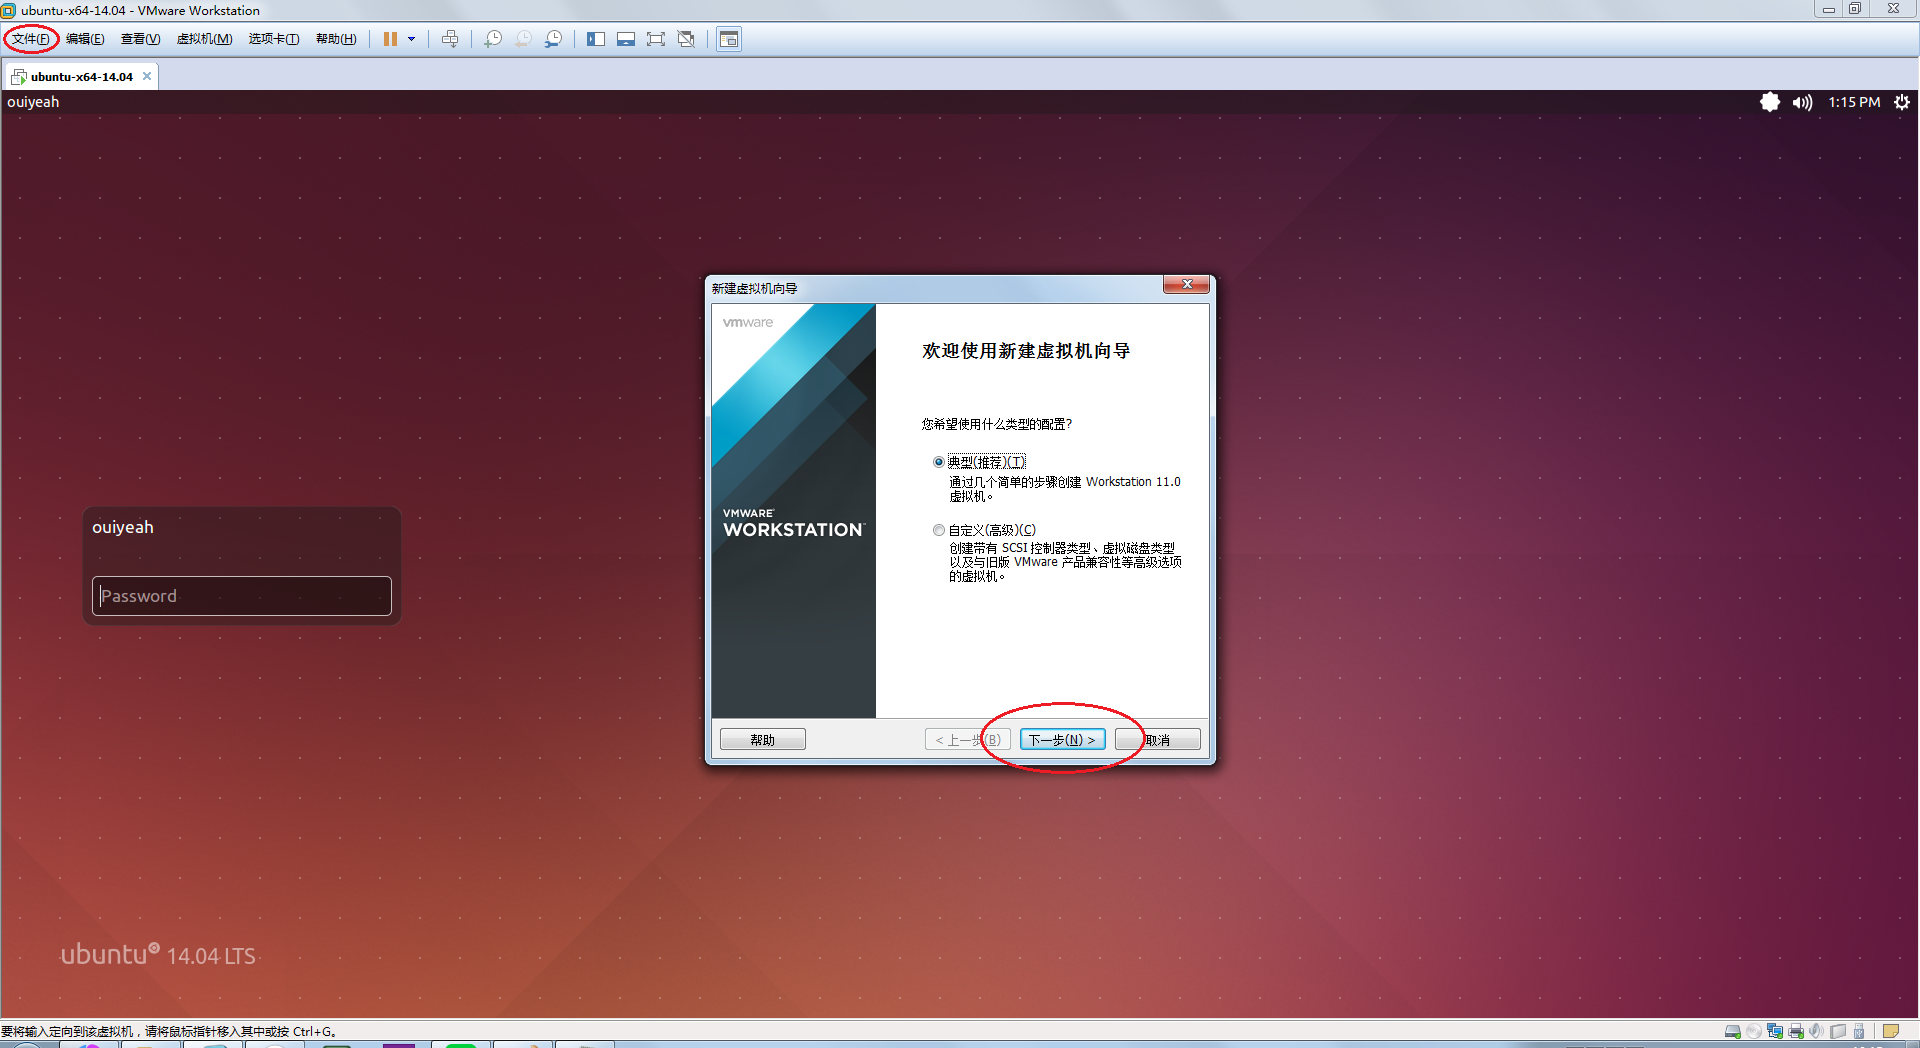 ubuntu-x64-14.04 - VMware Workstation
文件(F) 编辑(E) 查看(V) 虚拟机(M) 选项卡(T) 帮助(H)
ubuntu-x64-14.04
ouiyeah
1:15 PM
新建虚拟机向导
vmware
欢迎使用新建虚拟机向导
您希望使用什么类型的配置?
典型(推荐)(T)
通过几个简单的步骤创建 Workstation 11.0
虚拟机。
自定义(高级)(C)
创建带有 SCSI 控制器类型、虚拟磁盘类型
以及与旧版 VMware 产品兼容性等高级选项
的虚拟机。
VMWARE
WORKSTATION
帮助
< 上一步(B)
下一步(N) >
取消
ouiyeah
Password
ubuntu 14.04 LTS
要将输入定向到该虚拟机，请将鼠标指针移入其中或按 Ctrl+G。